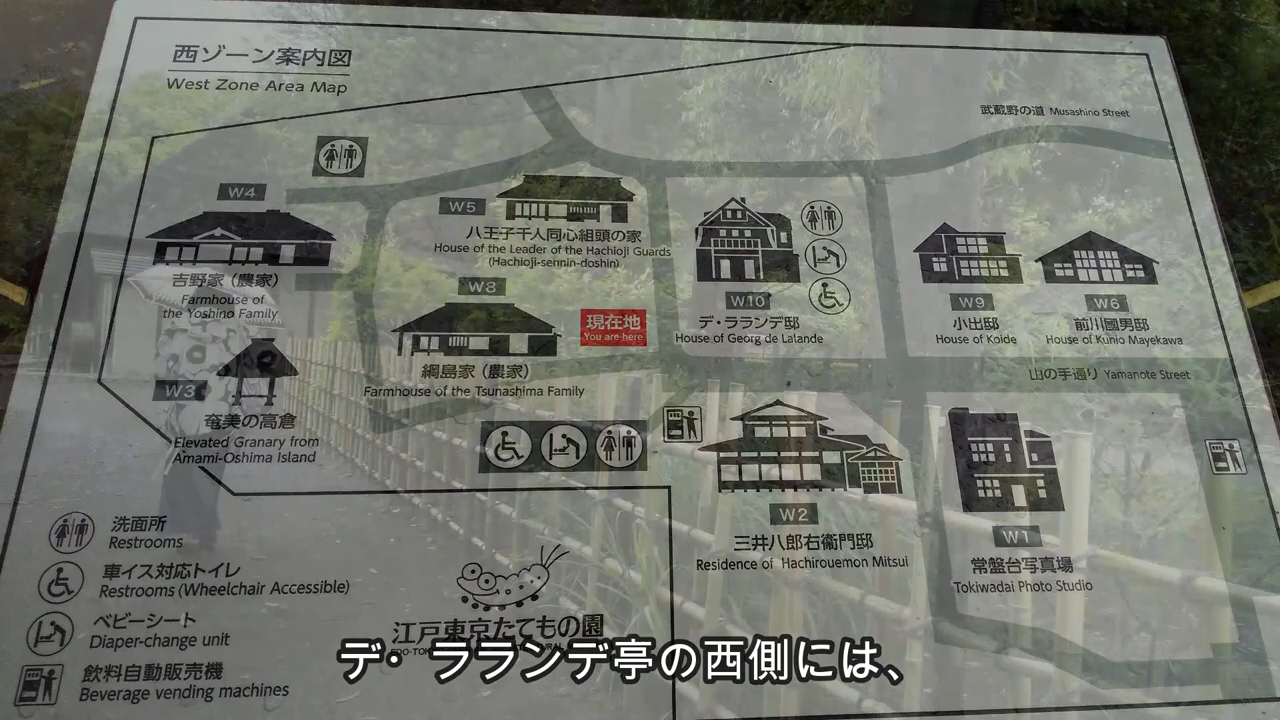 西ゾーン案内図
West Zone Area Map
武蔵野の道 Musashino Street
W4
吉野家（農家）
Farmhouse of
the Yoshino Family
W5
八王子千人同心組頭の家
House of the Leader of the Hachioji Guards
(Hachioji-sennin-doshin)
W10
デ・ラランデ邸
House of Georg de Lalande
W9
小出邸
House of Koide
W6
前川國男邸
House of Kunio Mayekawa
W8
綱島家（農家）
Farmhouse of the Tsunashima Family
現在地
You are here
山の手通り Yamanote Street
W3
奄美の高倉
Elevated Granary from
Amami-Oshima Island
W2
三井八郎右衞門邸
Residence of Hachirouemon Mitsui
W1
常盤台写真場
Tokiwadai Photo Studio
洗面所
Restrooms
車イス対応トイレ
Restrooms (Wheelchair Accessible)
ベビーシート
Diaper-change unit
飲料自動販売機
Beverage vending machines
江戸東京たてもの園
デ・ラランデ亭の西側には、